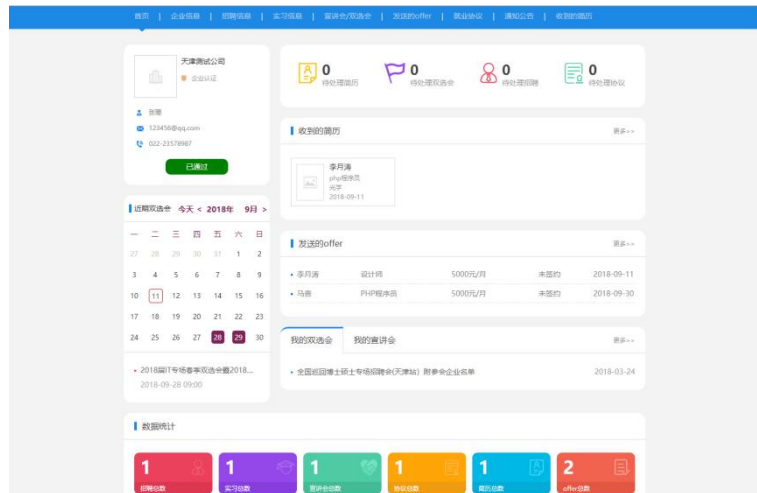 首页 | 企业信息 | 招聘信息 | 实习信息 | 宣讲会/双选会 | 发送的offer | 就业协议 | 通知公告 | 收到的简历
天津测试公司
企业认证
123456@qq.com
022-23578987
已通过
0 待处理简历
0 待处理双选会
0 待处理招聘
0 待处理协议
收到的简历 更多>>
李月涛
php程序员
光学
2018-09-11
近期双选会 今天 < 2018年 9月 >
一 二 三 四 五 六 日
27 28 29 30 31 1 2
3 4 5 6 7 8 9
10 11 12 13 14 15 16
17 18 19 20 21 22 23
24 25 26 27 28 29 30
2018届IT专场春季双选会暨2018...
2018-09-28 09:00
发送的offer 更多>>
李月涛 设计师 5000元/月 未签约 2018-09-11
PHP程序员 5000元/月 未签约 2018-09-30
我的双选会 我的宣讲会 更多>>
全国巡回博士硕士专场招聘会(天津站) 附参会企业名单 2018-03-24
数据统计
1 1 1 1 1 2
招聘总数 实习总数 宣讲会总数 协议总数 简历总数 offer总数